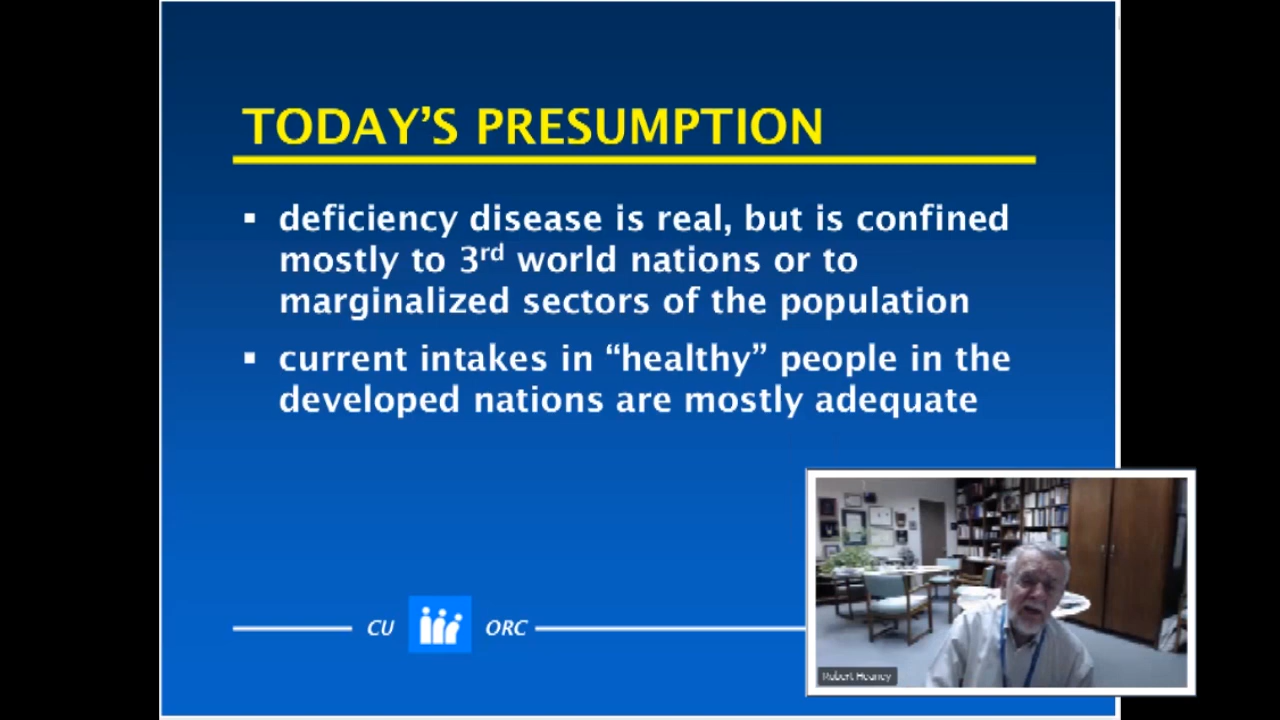 TODAY'S PRESUMPTION
▪ deficiency disease is real, but is confined
mostly to 3rd world nations or to
marginalized sectors of the population
▪ current intakes in “healthy” people in the
developed nations are mostly adequate
CU ORC
Robert Heaney